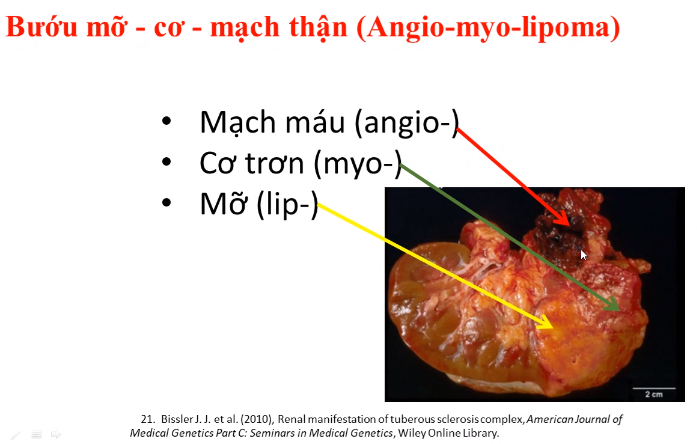 Bướu mỡ - cơ - mạch thận (Angio-myo-lipoma)
• Mạch máu (angio-)
• Cơ trơn (myo-)
• Mỡ (lip-)
2 cm
21. Bissler J. J. et al. (2010), Renal manifestation of tuberous sclerosis complex, American Journal of
Medical Genetics Part C: Seminars in Medical Genetics, Wiley Online Library.